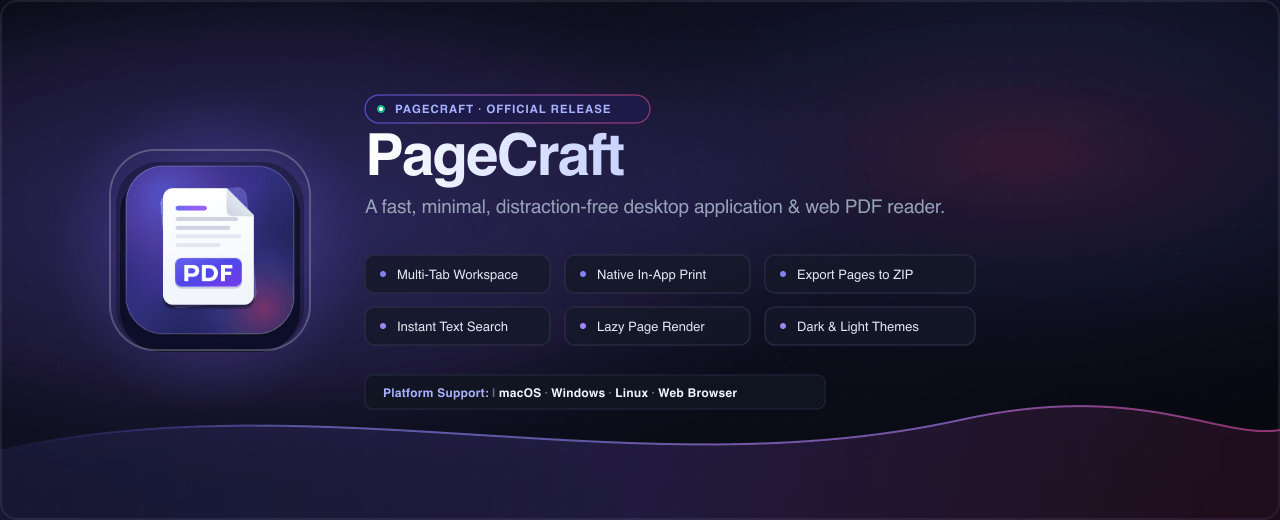 PAGECRAFT · OFFICIAL RELEASE
PageCraft
A fast, minimal, distraction-free desktop application & web PDF reader.
PDF
Multi-Tab Workspace
Native In-App Print
Export Pages to ZIP
Instant Text Search
Lazy Page Render
Dark & Light Themes
Platform Support: | macOS · Windows · Linux · Web Browser